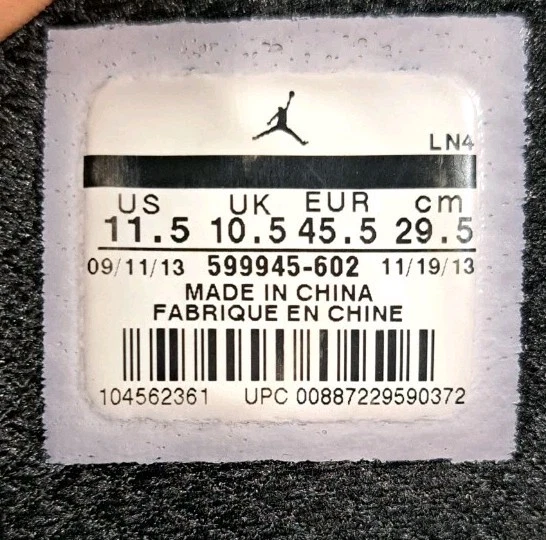 LN4
US UK EUR cm
11.5 10.5 45.5 29.5
09/11/13 599945-602 11/19/13
MADE IN CHINA
FABRIQUE EN CHINE
104562361 UPC 00887229590372